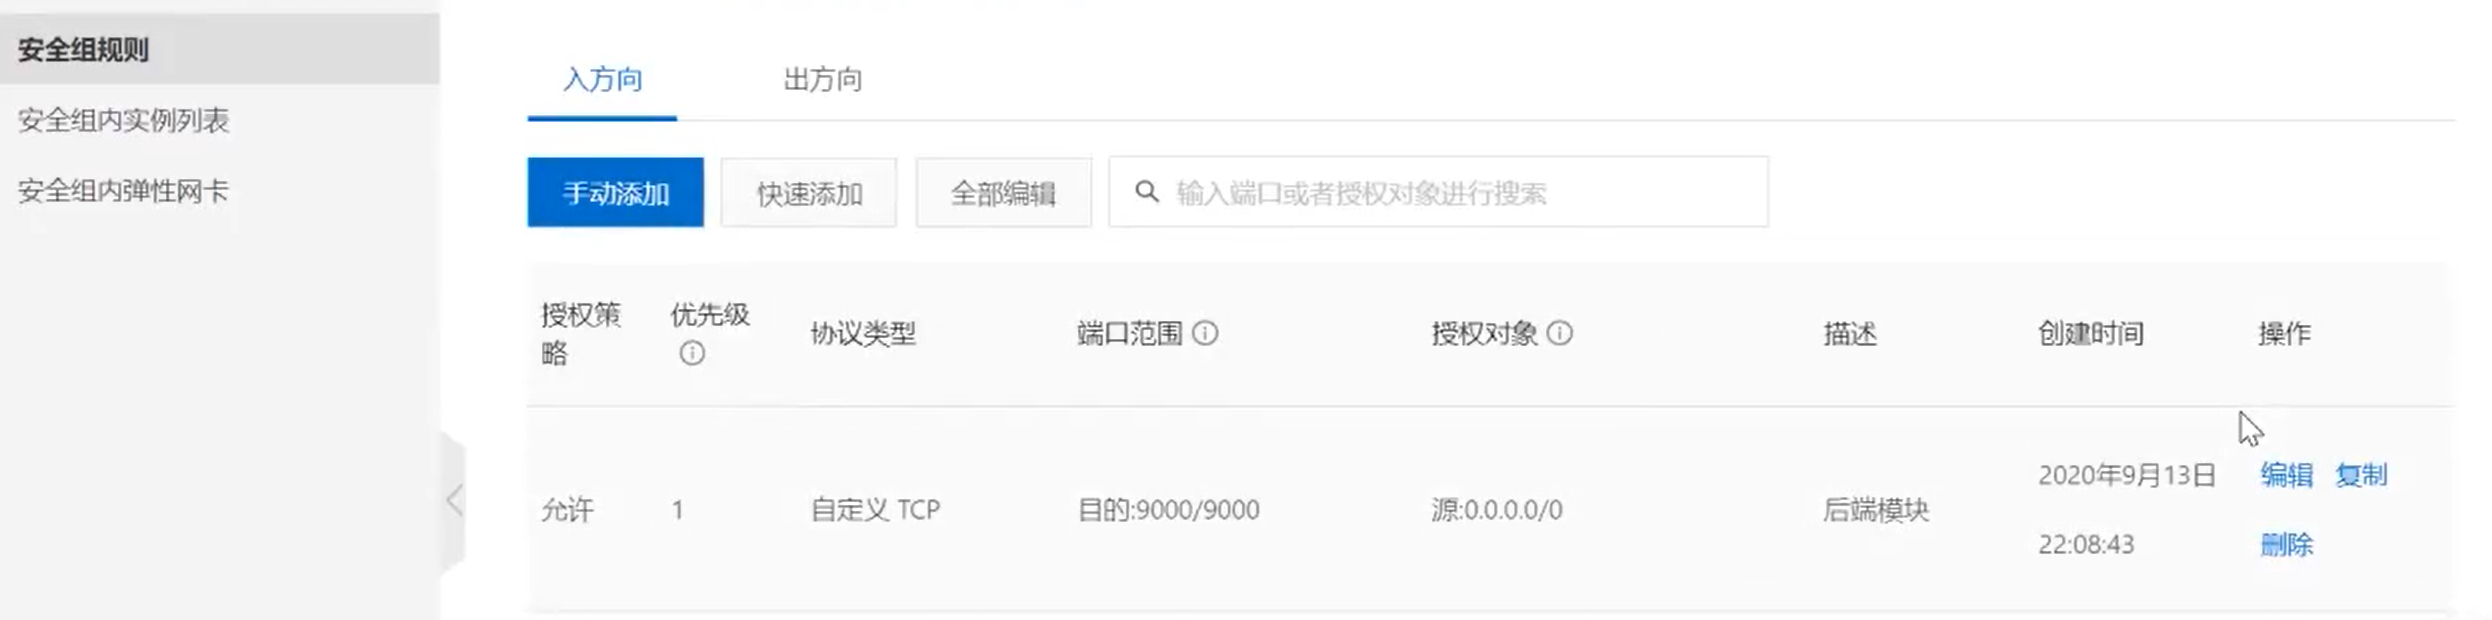 安全组规则
安全组内实例列表
安全组内弹性网卡
入方向 出方向
手动添加 快速添加 全部编辑 输入端口或者授权对象进行搜索
授权策略 优先级 协议类型 端口范围 授权对象 描述 创建时间 操作
允许 1 自定义 TCP 目的:9000/9000 源:0.0.0.0/0 后端模块 2020年9月13日 编辑 复制
22:08:43 删除